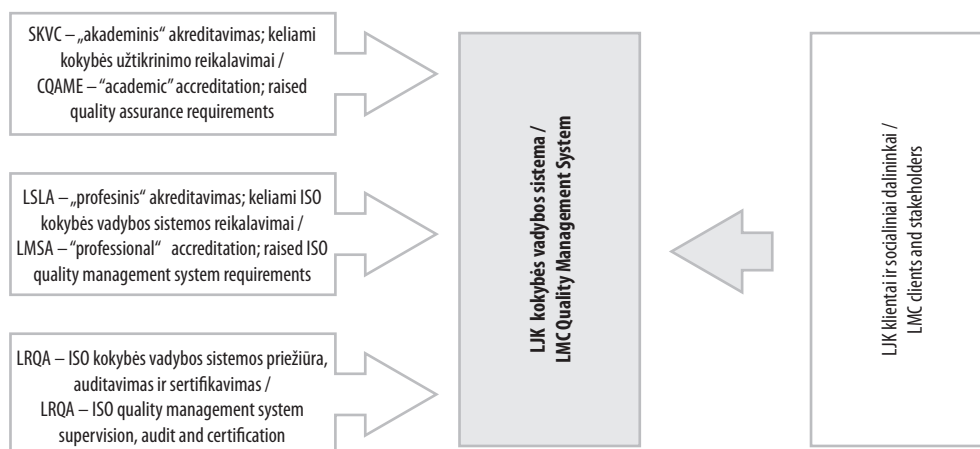 SKVC – „akademinis“ akreditavimas; keliami
kokybės užtikrinimo reikalavimai /
CQAME – “academic” accreditation; raised
quality assurance requirements
LSLA – „profesinis“ akreditavimas; keliami ISO
kokybės vadybos sistemos reikalavimai /
LMSA – “professional“ accreditation; raised ISO
quality management system requirements
LRQA – ISO kokybės vadybos sistemos priežiūra,
auditavimas ir sertifikavimas /
LRQA – ISO quality management system
supervision, audit and certification
LJK kokybės vadybos sistema /
LMC Quality Management System
LJK klientai ir socialiniai dalininkai /
LMC clients and stakeholders